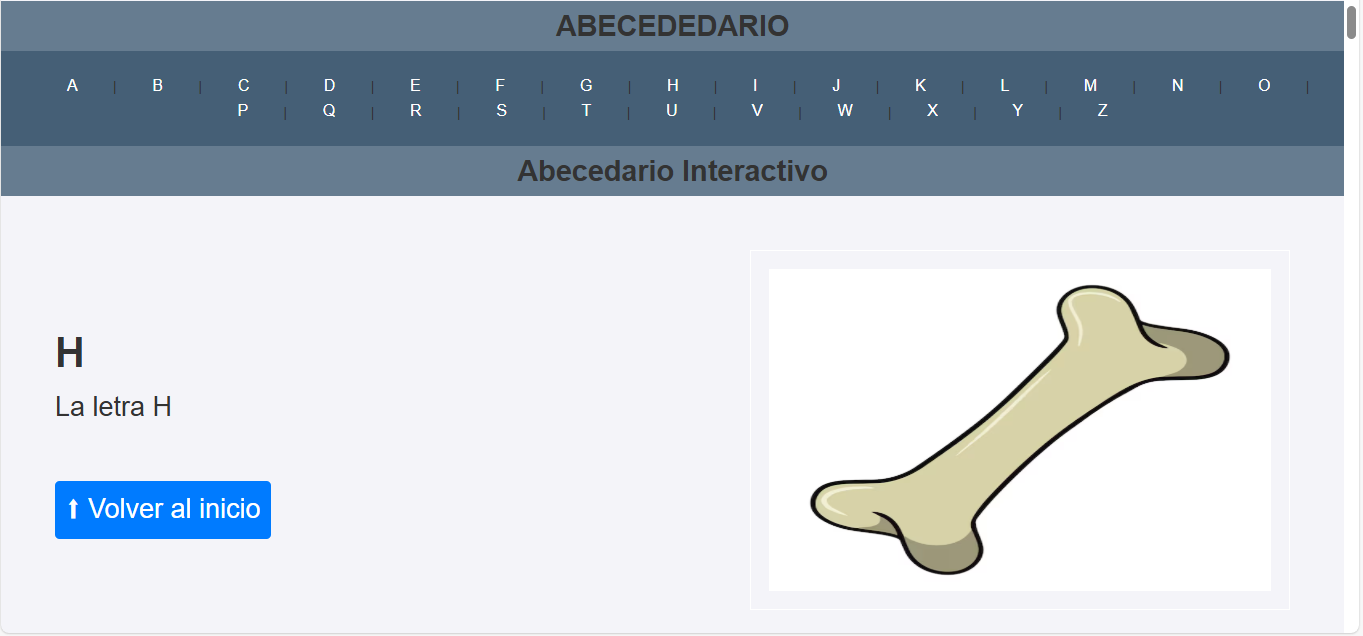 ABECEDEDARIO
A | B | C | D | E | F | G | H | I | J | K | L | M | N | O |
P | Q | R | S | T | U | V | W | X | Y | Z
Abecedario Interactivo
H
La letra H
⬆ Volver al inicio